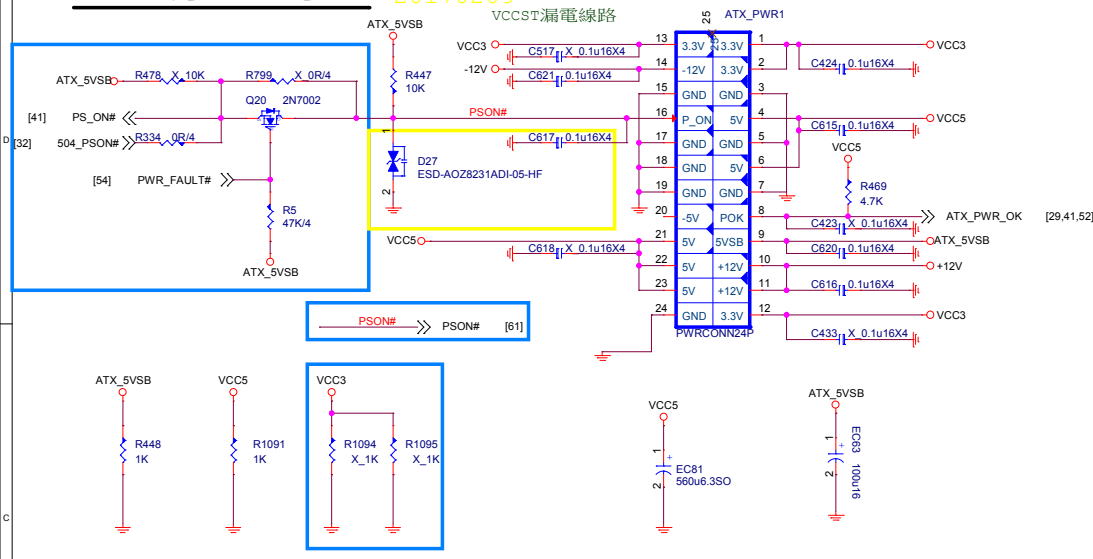 VCCST漏電線路
ATX_5VSB
25
ATX_PWR1
ATX_5VSB
R478 X_10K
R799 X_0R/4
Q20 2N7002
[41] PS_ON#
[32] 504_PSON#
R334 0R/4
[54] PWR_FAULT#
R5
47K/4
ATX_5VSB
R447
10K
PSON#
1
D27
ESD-AOZ8231ADI-05-HF
2
VCC3
-12V
C517 X_0.1u16X4
C621 0.1u16X4
C617 0.1u16X4
VCC5
C618 X_0.1u16X4
25
13 3.3V 3.3V 1
14 -12V 3.3V 2
15 GND GND 3
16 P_ON 5V 4
17 GND GND 5
18 GND 5V 6
19 GND GND 7
20 -5V POK 8
21 5V 5VSB 9
22 5V +12V 10
23 5V +12V 11
24 GND 3.3V 12
PWRCONN24P
VCC3
C424 0.1u16X4
VCC5
C615 0.1u16X4
VCC5
R469
4.7K
ATX_PWR_OK [29,41,52]
C423 X_0.1u16X4
ATX_5VSB
C620 0.1u16X4
+12V
C616 0.1u16X4
VCC3
C433 X_0.1u16X4
PSON# PSON# [61]
D
C
ATX_5VSB
R448
1K
VCC5
R1091
1K
VCC3
R1094
X_1K
R1095
X_1K
VCC5
1
+
2
EC81
560u6.3SO
ATX_5VSB
1
+
2
EC63
100u16